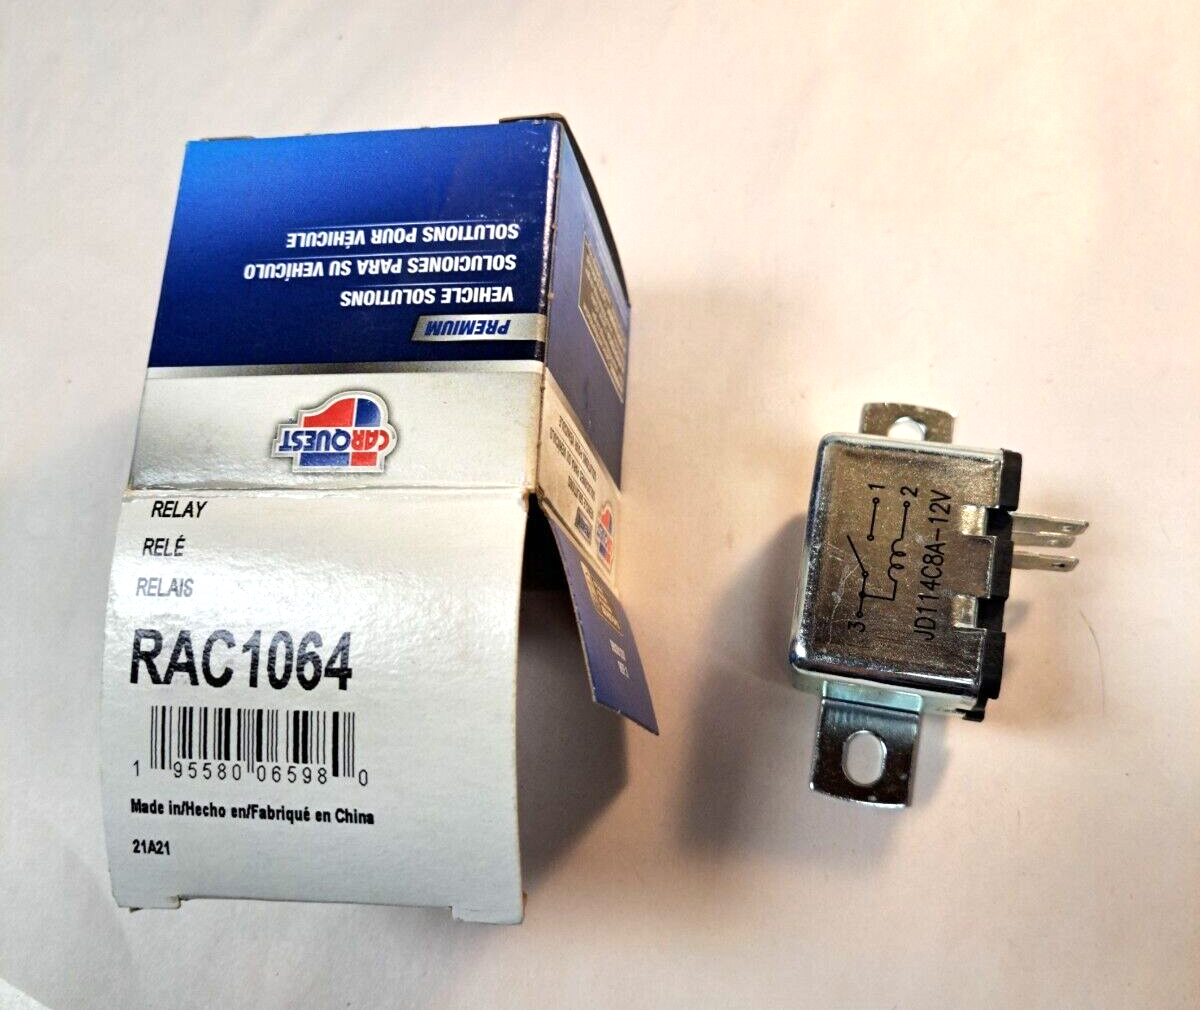 SOLUTIONS POUR VÉHICULE
SOLUCIONES PARA SU VEHÍCULO
VEHICLE SOLUTIONS
PREMIUM
CARQUEST
RELAY
RELÉ
RELAIS
RAC1064
1 95580 06598 0
Made in/Hecho en/Fabriqué en China
21A21
1
2
3
JD114C8A-12V